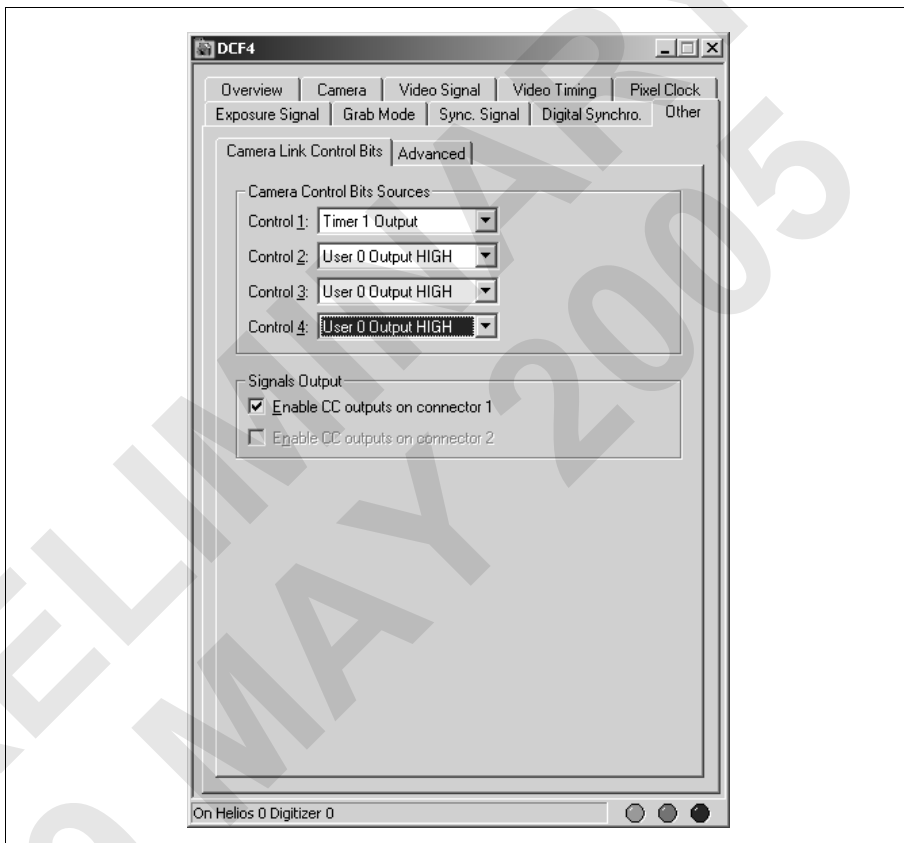 DCF4
Overview Camera Video Signal Video Timing Pixel Clock
Exposure Signal Grab Mode Sync. Signal Digital Synchro. Other
Camera Link Control Bits Advanced
Camera Control Bits Sources
Control 1: Timer 1 Output
Control 2: User 0 Output HIGH
Control 3: User 0 Output HIGH
Control 4: User 0 Output HIGH
Signals Output
Enable CC outputs on connector 1
Enable CC outputs on connector 2
On Helios 0 Digitizer 0
RELIMINARY
MAY 2005